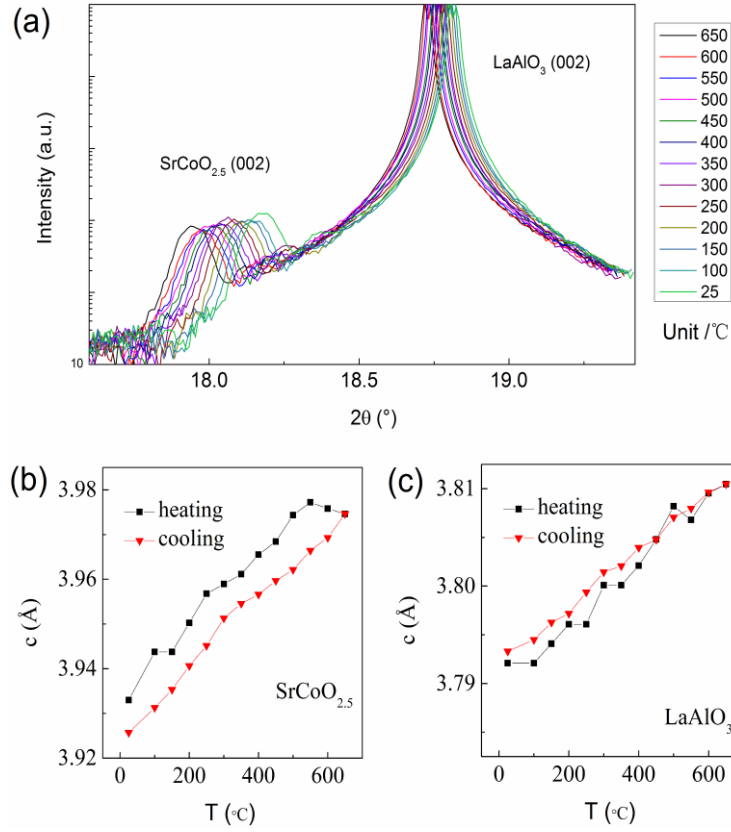 (a)
LaAlO₃ (002)
SrCoO₂.₅ (002)
Intensity (a.u.)
10
18.0 18.5 19.0
2θ (°)
650
600
550
500
450
400
350
300
250
200
150
100
25
Unit /℃
(b)
3.98
3.96
3.94
3.92
c (Å)
heating
cooling
SrCoO₂.₅
0 200 400 600
T (°C)
(c)
3.81
3.80
3.79
c (Å)
heating
cooling
LaAlO₃
0 200 400 600
T (°C)